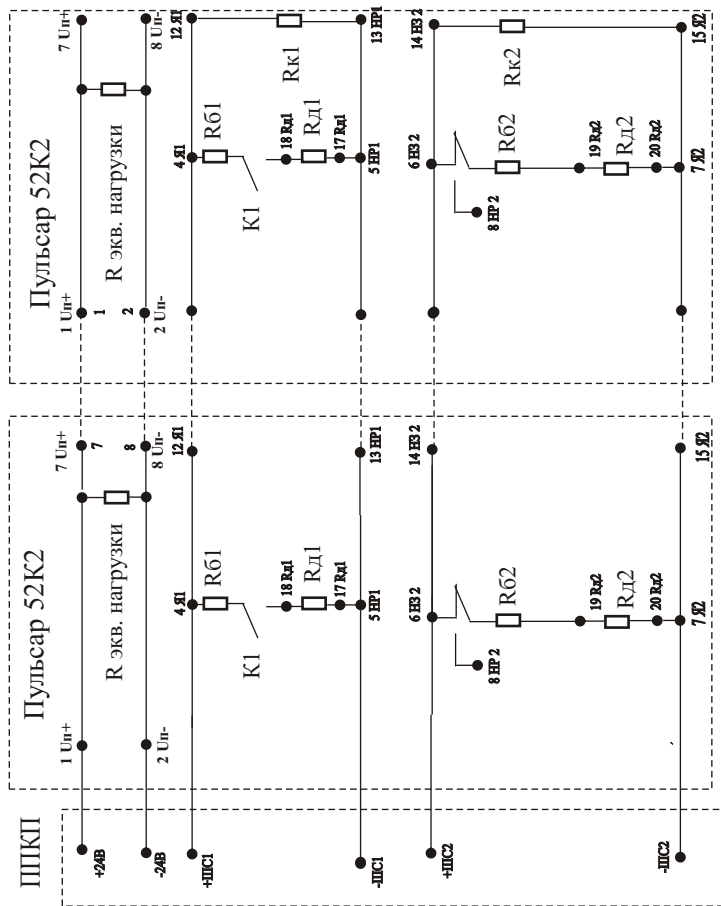 ППКП
+24В
-24В
+ШС1
-ШС1
+ШС2
-ШС2
Пульсар 52К2
1 Uп+
2 Uп-
R экв. нагрузки
7 Uп+
7
8
8 Uп-
4 Я1
Rб1
К1
18 Rд1
Rд1
17 Rд1
5 НР1
12 Я1
13 НР1
6 НЗ 2
8 НР 2
Rб2
19 Rд2
Rд2
20 Rд2
7 Я2
14 НЗ 2
15 Я2
Пульсар 52К2
1 Uп+
1
2
2 Uп-
R экв. нагрузки
7 Uп+
8 Uп-
4 Я1
Rб1
К1
18 Rд1
Rд1
17 Rд1
5 НР1
12 Я1
Rк1
13 НР1
6 НЗ 2
8 НР 2
Rб2
19 Rд2
Rд2
20 Rд2
7 Я2
14 НЗ 2
Rк2
15 Я2